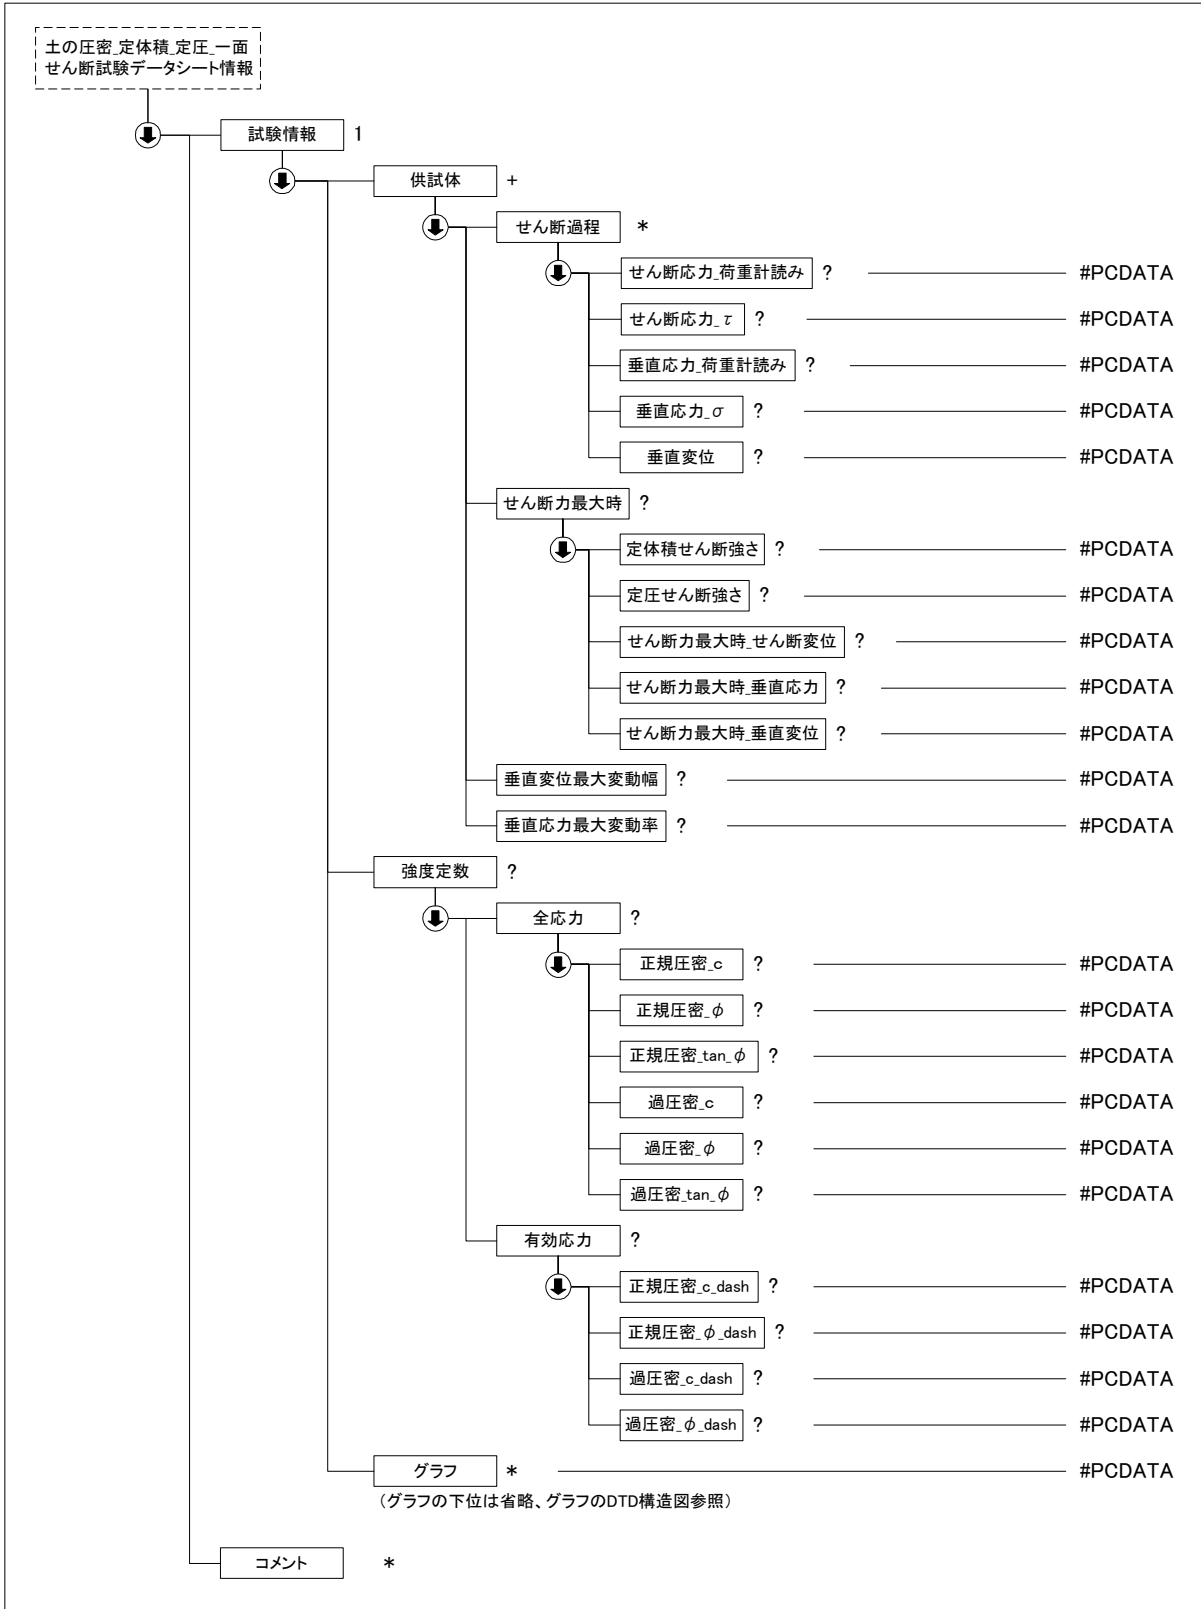 土の圧密_定体積_定圧_一面
せん断試験データシート情報
試験情報 1
供試体 +
せん断過程 *
せん断応力_荷重計読み ? #PCDATA
せん断応力_τ ? #PCDATA
垂直応力_荷重計読み ? #PCDATA
垂直応力_σ ? #PCDATA
垂直変位 ? #PCDATA
せん断力最大時 ?
定体積せん断強さ ? #PCDATA
定圧せん断強さ ? #PCDATA
せん断力最大時_せん断変位 ? #PCDATA
せん断力最大時_垂直応力 ? #PCDATA
せん断力最大時_垂直変位 ? #PCDATA
垂直変位最大変動幅 ? #PCDATA
垂直応力最大変動率 ? #PCDATA
強度定数 ?
全応力 ?
正規圧密_c ? #PCDATA
正規圧密_φ ? #PCDATA
正規圧密_tan_φ ? #PCDATA
過圧密_c ? #PCDATA
過圧密_φ ? #PCDATA
過圧密_tan_φ ? #PCDATA
有効応力 ?
正規圧密_c_dash ? #PCDATA
正規圧密_φ_dash ? #PCDATA
過圧密_c_dash ? #PCDATA
過圧密_φ_dash ? #PCDATA
グラフ * #PCDATA
（グラフの下位は省略、グラフのDTD構造図参照）
コメント *